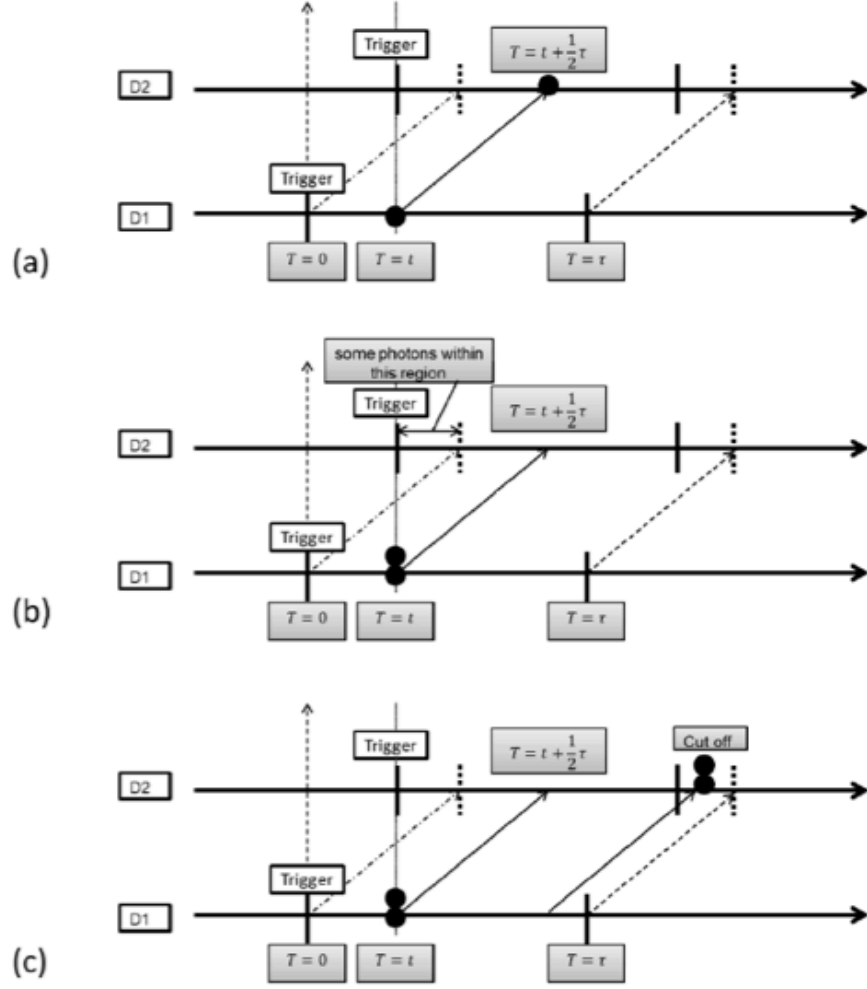 Trigger
T = t + 1/2 τ
D2
Trigger
D1
T = 0
T = t
T = τ
(a)
some photons within
this region
Trigger
T = t + 1/2 τ
D2
Trigger
D1
T = 0
T = t
T = τ
(b)
Trigger
T = t + 1/2 τ
Cut off
D2
Trigger
D1
T = 0
T = t
T = τ
(c)